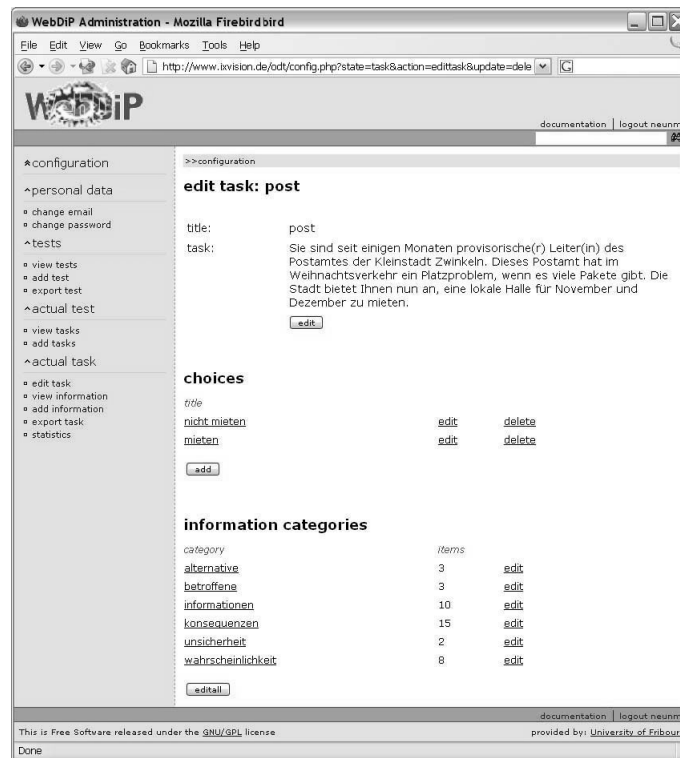 WebDiP Administration - Mozilla Firebirdbird
File Edit View Go Bookmarks Tools Help
http://www.ixvision.de/odt/config.php?state=task&action=edittask&update=dele
G
WebDiP
documentation | logout neunm
^configuration
^personal data
change email
change password
^tests
view tests
add test
export test
^actual test
view tasks
add tasks
^actual task
edit task
view information
add information
export task
statistics
>>configuration
edit task: post
title: post
task: Sie sind seit einigen Monaten provisorische(r) Leiter(in) des
Postamtes der Kleinstadt Zwinkeln. Dieses Postamt hat im
Weihnachtsverkehr ein Platzproblem, wenn es viele Pakete gibt. Die
Stadt bietet Ihnen nun an, eine lokale Halle für November und
Dezember zu mieten.
edit
choices
title
nicht mieten edit delete
mieten edit delete
add
information categories
category items
alternative 3 edit
betroffene 3 edit
informationen 10 edit
konsequenzen 15 edit
unsicherheit 2 edit
wahrscheinlichkeit 8 edit
editall
documentation | logout neunm
This is Free Software released under the GNU/GPL license provided by: University of Fribour
Done